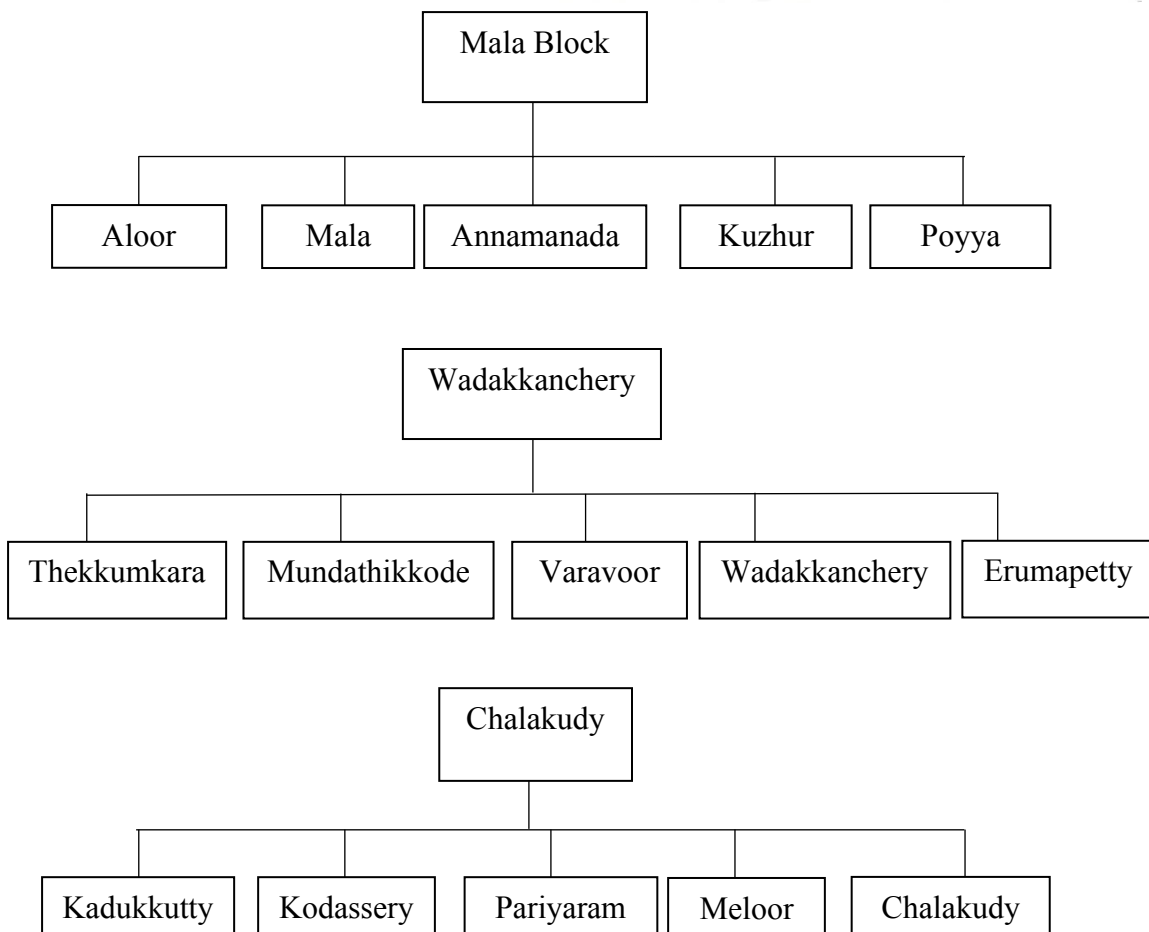 Mala Block
Aloor Mala Annamanada Kuzhur Poyya
Wadakkanchery
Thekkumkara Mundathikkode Varavoor Wadakkanchery Erumapetty
Chalakudy
Kadukkutty Kodassery Pariyaram Meloor Chalakudy